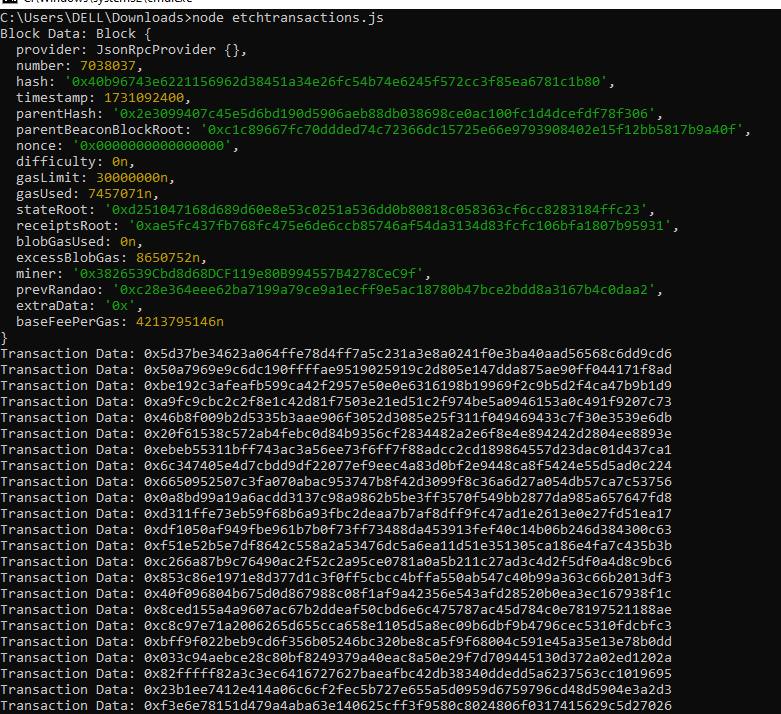 C:\Users\DELL\Downloads>node etchtransactions.js
Block Data: Block {
  provider: JsonRpcProvider {},
  number: 7038037,
  hash: '0x40b96743e6221156962d38451a34e26fc54b74e6245f572cc3f85ea6781c1b80',
  timestamp: 1731092400,
  parentHash: '0x2e3099407c45e5d6bd190d5906aeb88db038698ce0ac100fc1d4dcefdf78f306',
  parentBeaconBlockRoot: '0xc1c89667fc70ddded74c72366dc15725e66e9793908402e15f12bb5817b9a40f',
  nonce: '0x0000000000000000',
  difficulty: 0n,
  gasLimit: 30000000n,
  gasUsed: 7457071n,
  stateRoot: '0xd251047168d689d60e8e53c0251a536dd0b80818c058363cf6cc8283184ffc23',
  receiptsRoot: '0xae5fc437fb768fc475e6de6ccb85746af54da3134d83fcfc106bfa1807b95931',
  blobGasUsed: 0n,
  excessBlobGas: 8650752n,
  miner: '0x3826539Cbd8d68DCF119e80B994557B4278CeC9f',
  prevRandao: '0xc28e364eee62ba7199a79ce9a1ecff9e5ac18780b47bce2bdd8a3167b4c0daa2',
  extraData: '0x',
  baseFeePerGas: 4213795146n
}
Transaction Data: 0x5d37be34623a064ffe78d4ff7a5c231a3e8a0241f0e3ba40aad56568c6dd9cd6
Transaction Data: 0x50a7969e9c6dc190ffffae9519025919c2d805e147dda875ae90ff044171f8ad
Transaction Data: 0xbe192c3afeafb599ca42f2957e50e0e6316198b19969f2c9b5d2f4ca47b9b1d9
Transaction Data: 0xa9fc9cbc2c2f8e1c42d81f7503e21ed51c2f974be5a0946153a0c491f9207c73
Transaction Data: 0x46b8f009b2d5335b3aae906f3052d3085e25f311f049469433c7f30e3539e6db
Transaction Data: 0x20f61538c572ab4febc0d84b9356cf2834482a2e6f8e4e894242d2804ee8893e
Transaction Data: 0xebeb55311bff743ac3a56ee73f6ff7f88adcc2cd189864557d23dac01d437ca1
Transaction Data: 0x6c347405e4d7cbdd9df22077ef9eec4a83d0bf2e9448ca8f5424e55d5ad0c224
Transaction Data: 0x6650952507c3fa070abac953747b8f42d3099f8c36a6d27a054db57ca7c53756
Transaction Data: 0x0a8bd99a19a6acdd3137c98a9862b5be3ff3570f549bb2877da985a657647fd8
Transaction Data: 0xd311ffe73eb59f68b6a93fbc2deaa7b7af8dff9fc47ad1e2613e0e27fd51ea17
Transaction Data: 0xdf1050af949fbe961b7b0f73ff73488da453913fef40c14b06b246d384300c63
Transaction Data: 0xf51e52b5e7df8642c558a2a53476dc5a6ea11d51e351305ca186e4fa7c435b3b
Transaction Data: 0xc266a87b9c76490ac2f52c2a95ce0781a0a5b211c27ad3c4d2f5df0a4d8c9bc6
Transaction Data: 0x853c86e1971e8d377d1c3f0ff5cbcc4bffa550ab547c40b99a363c66b2013df3
Transaction Data: 0x40f096804b675d0d867988c08f1af9a42356e543afd28520b0ea3ec167938f1c
Transaction Data: 0x8ced155a4a9607ac67b2ddeaf50cbd6e6c475787ac45d784c0e78197521188ae
Transaction Data: 0xc8c97e71a2006265d655cca658e1105d5a8ec09b6dbf9b4796cec5310fdcbfc3
Transaction Data: 0xbff9f022beb9cd6f356b05246bc320be8ca5f9f68004c591e45a35e13e78b0dd
Transaction Data: 0x033c94aebce28c80bf8249379a40eac8a50e29f7d709445130d372a02ed1202a
Transaction Data: 0x82fffff82a3c3ec6416727627baeafbc42db38340ddedd5a6237563cc1019695
Transaction Data: 0x23b1ee7412e414a06c6cf2fec5b727e655a5d0959d6759796cd48d5904e3a2d3
Transaction Data: 0xf3e6e78151d479a4aba63e140625cff3f9580c8024806f0317415629c5d27026